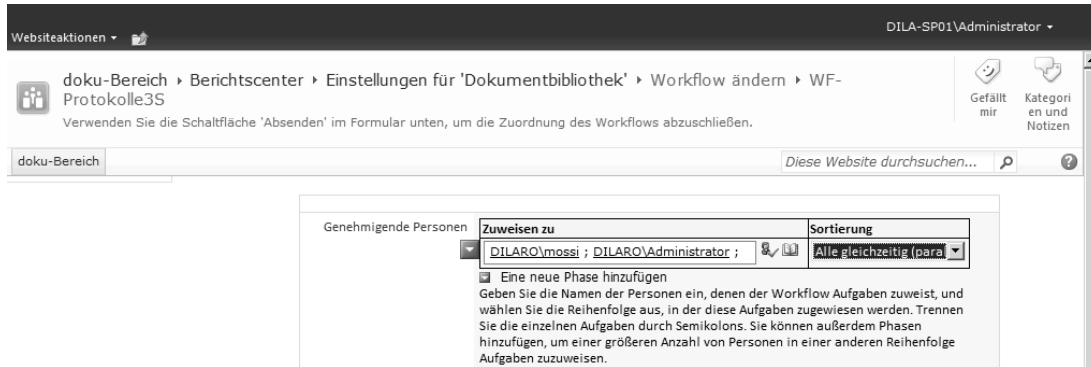 DILA-SP01\Administrator
Websiteaktionen
doku-Bereich Berichtscenter Einstellungen für 'Dokumentbibliothek' Workflow ändern WF-
Protokolle3S
Verwenden Sie die Schaltfläche 'Absenden' im Formular unten, um die Zuordnung des Workflows abzuschließen.
Gefällt
mir
Kategori
en und
Notizen
doku-Bereich
Diese Website durchsuchen...
Genehmigende Personen
Zuweisen zu
Sortierung
DILARO\mossi ; DILARO\Administrator ;
Alle gleichzeitig (paral
Eine neue Phase hinzufügen
Geben Sie die Namen der Personen ein, denen der Workflow Aufgaben zuweist, und
wählen Sie die Reihenfolge aus, in der diese Aufgaben zugewiesen werden. Trennen
Sie die einzelnen Aufgaben durch Semikolons. Sie können außerdem Phasen
hinzufügen, um einer größeren Anzahl von Personen in einer anderen Reihenfolge
Aufgaben zuzuweisen.